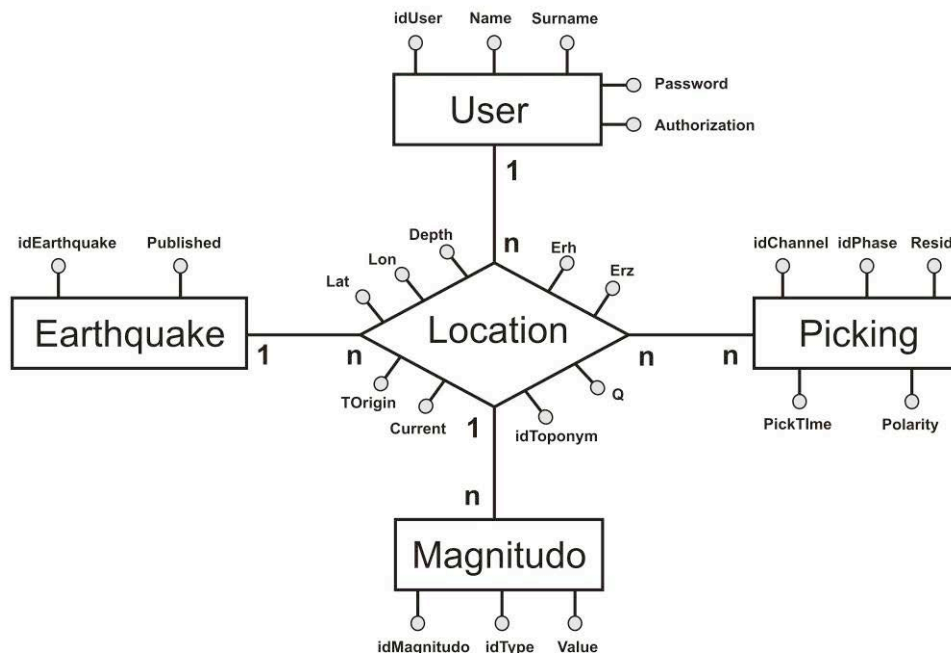 idUser Name Surname
Password
User
Authorization
1
n
idEarthquake Published
Depth
Lon
Lat
Erh
Erz
idChannel idPhase Resid
Earthquake
Location
Picking
1 n
n n
TOrigin
Current
1
idToponym
Q
PickTIme Polarity
n
Magnitudo
idMagnitudo idType Value